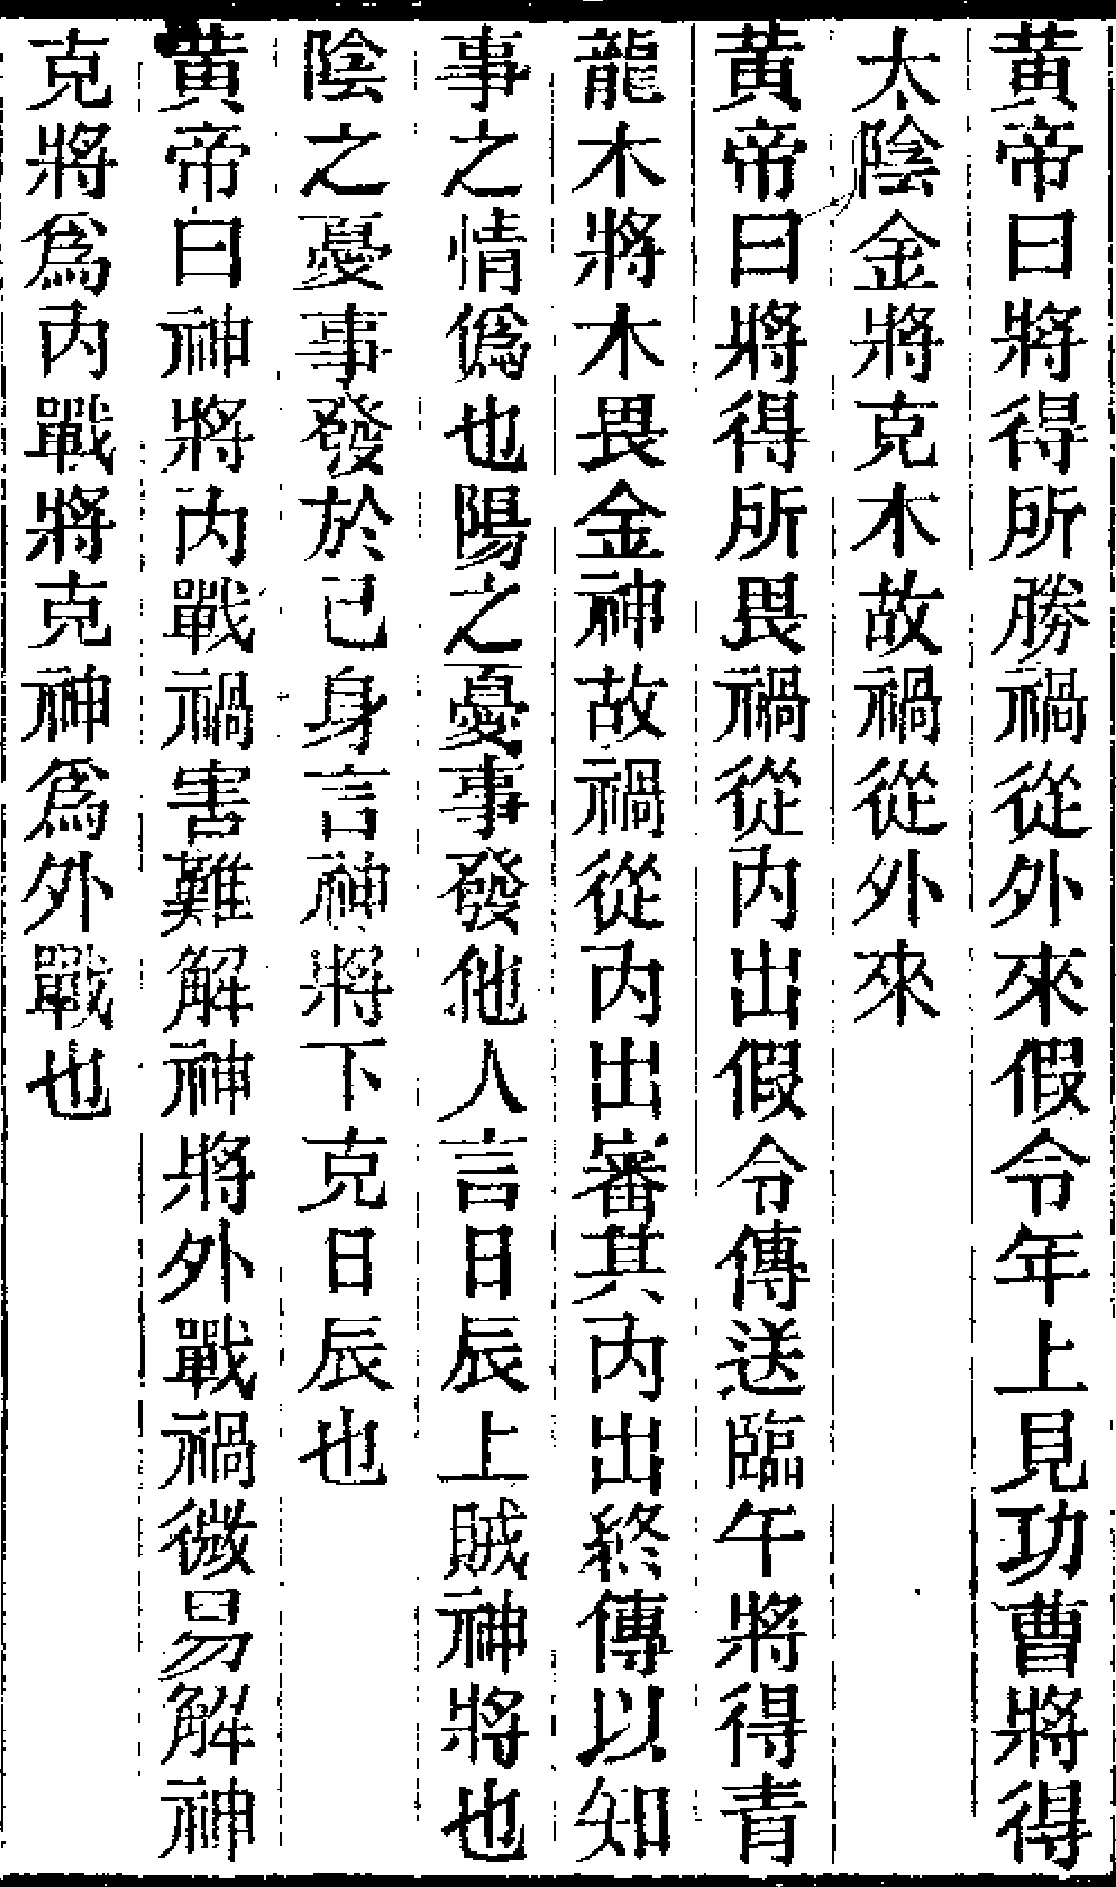 黃帝曰將得所勝禍從外來假令年上見功曹將得
太陰金將克木故禍從外來
黃帝曰將得所畏禍從內出假令傳送臨午將得青
龍木將木畏金神故禍從內出審其內出終傳以知
事之情僞也陽之憂事發他人言日辰上賊神將也
陰之憂事發於已身言神將下克日辰也
黃帝曰神將內戰禍害難解神將外戰禍微易解神
克將爲內戰將克神爲外戰也